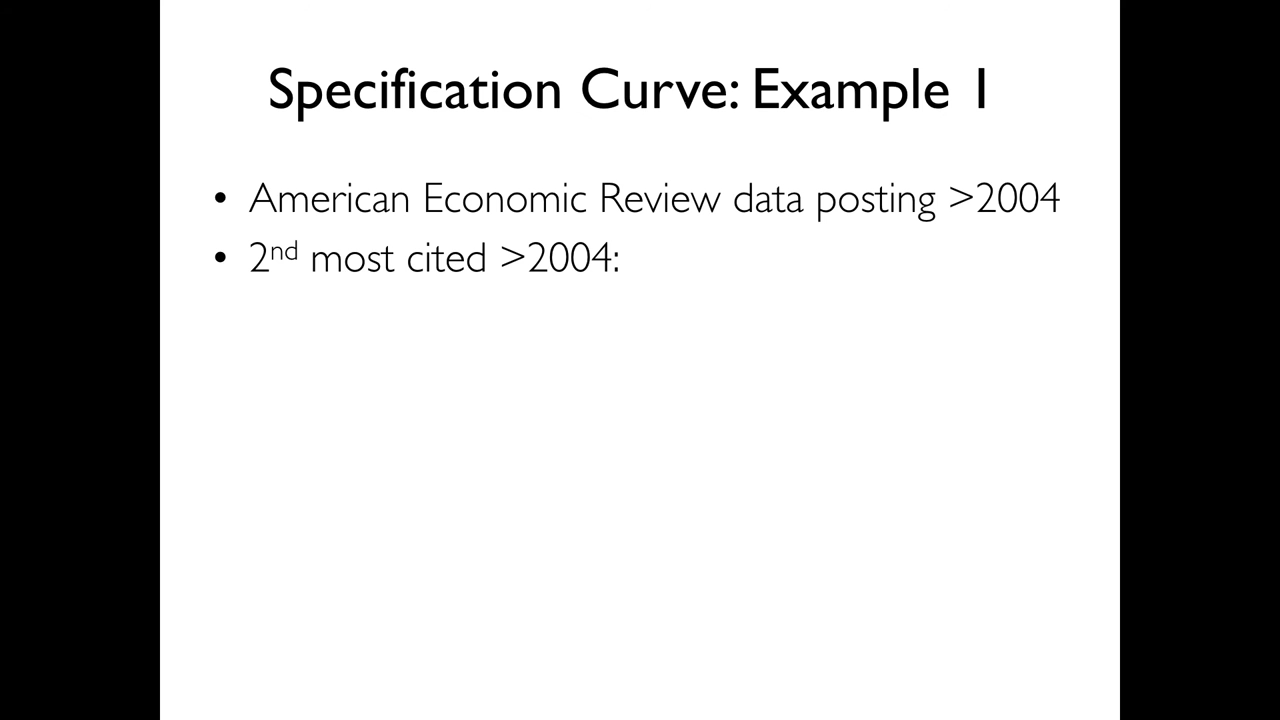 Specification Curve: Example 1
• American Economic Review data posting >2004
• 2nd most cited >2004: